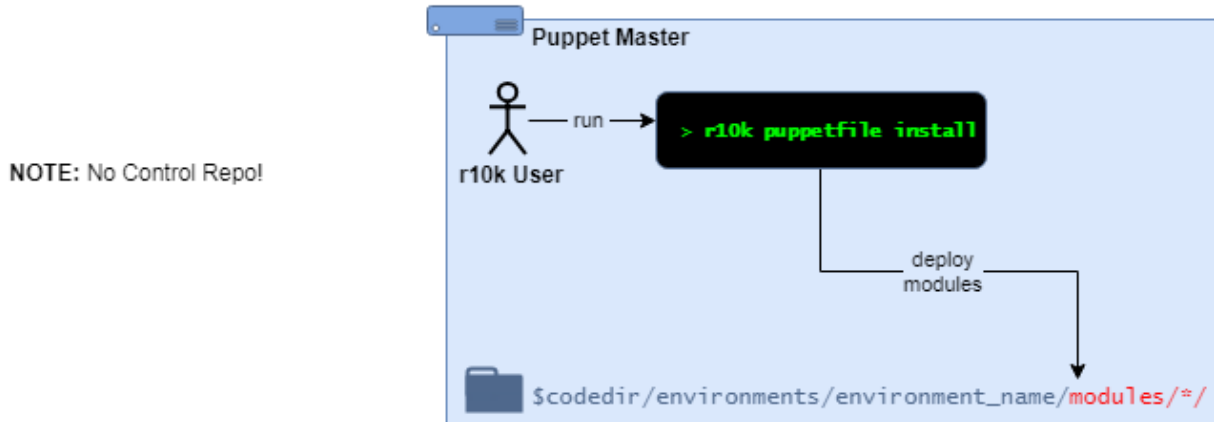 Puppet Master
run
> r10k puppetfile install
r10k User
NOTE: No Control Repo!
deploy
modules
$codedir/environments/environment_name/modules/*/